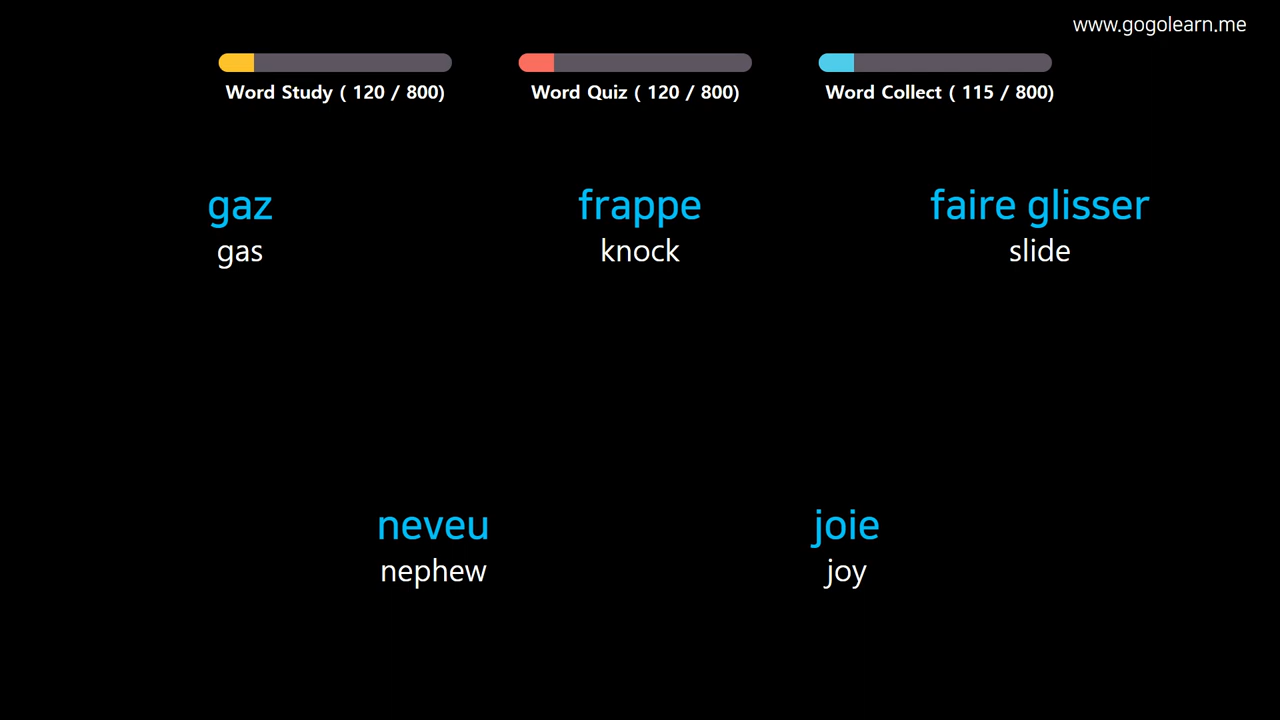 www.gogolearn.me
Word Study ( 120 / 800)
Word Quiz ( 120 / 800)
Word Collect ( 115 / 800)
gaz
gas
frappe
knock
faire glisser
slide
neveu
nephew
joie
joy